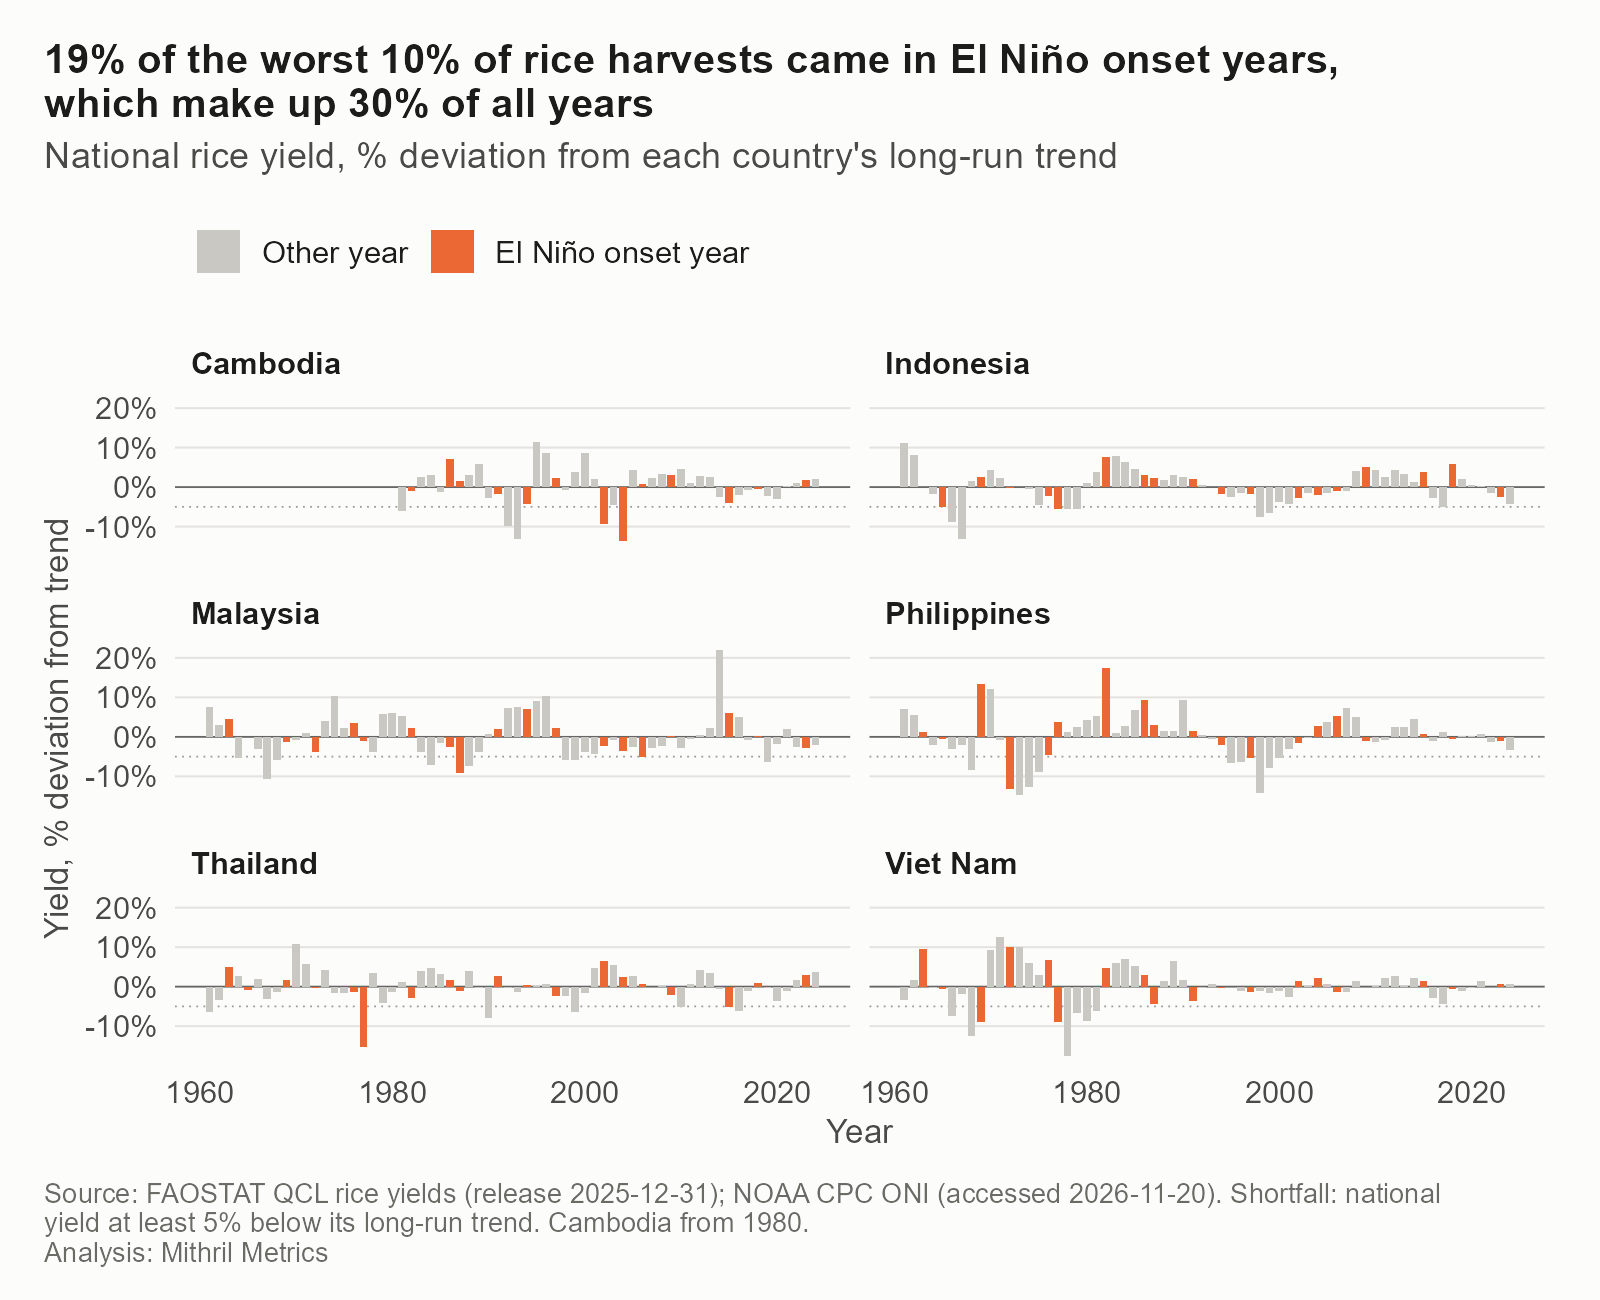 19% of the worst 10% of rice harvests came in El Niño onset years,
which make up 30% of all years
National rice yield, % deviation from each country's long-run trend
Other year
El Niño onset year
Cambodia
Indonesia
20%
10%
0%
-10%
Malaysia
Philippines
20%
10%
0%
-10%
Thailand
Viet Nam
20%
10%
0%
-10%
Yield, % deviation from trend
1960 1980 2000 2020 1960 1980 2000 2020
Year
Source: FAOSTAT QCL rice yields (release 2025-12-31); NOAA CPC ONI (accessed 2026-11-20). Shortfall: national
yield at least 5% below its long-run trend. Cambodia from 1980.
Analysis: Mithril Metrics